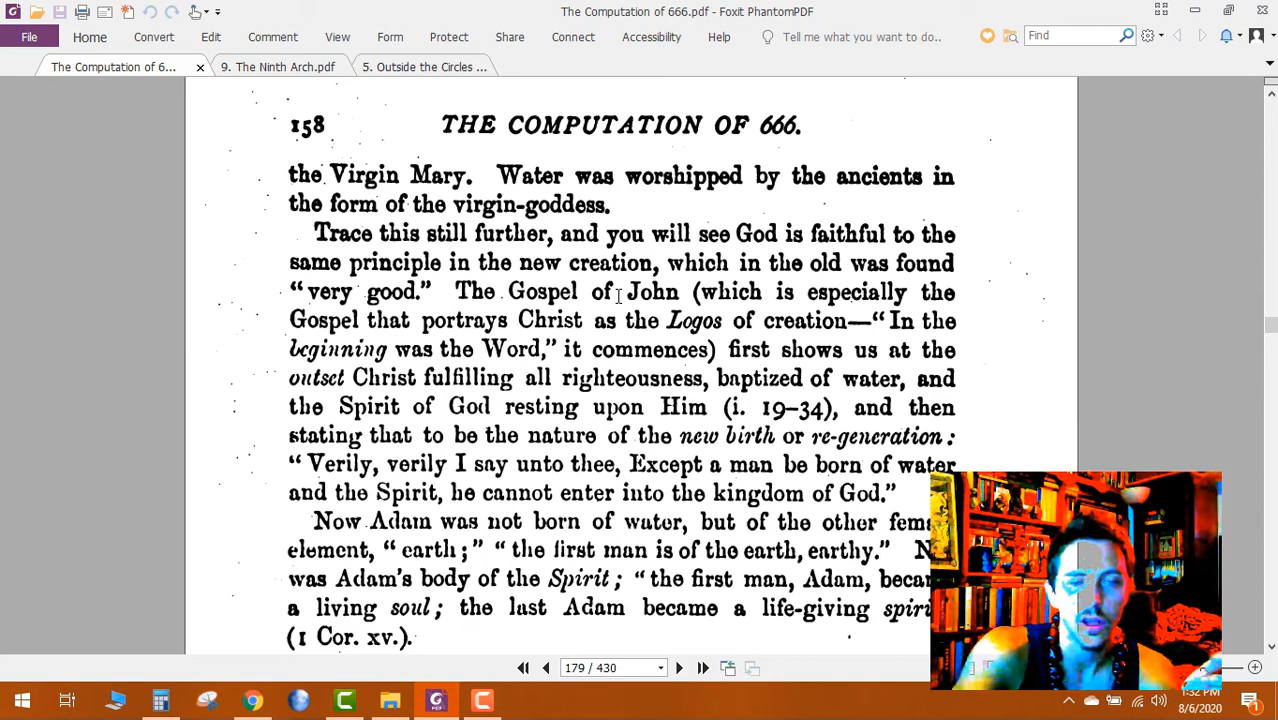 The Computation of 666.pdf - Foxit PhantomPDF
File Home Convert Edit Comment View Form Protect Share Connect Accessibility Help Tell me what you want to do.. Find
The Computation of 6... 9. The Ninth Arch.pdf 5. Outside the Circles ...
158 THE COMPUTATION OF 666.
the Virgin Mary. Water was worshipped by the ancients in
the form of the virgin-goddess.
Trace this still further, and you will see God is faithful to the
same principle in the new creation, which in the old was found
“very good.” The Gospel of John (which is especially the
Gospel that portrays Christ as the Logos of creation—“In the
beginning was the Word,” it commences) first shows us at the
outset Christ fulfilling all righteousness, baptized of water, and
the Spirit of God resting upon Him (i. 19–34), and then
stating that to be the nature of the new birth or re-generation:
“Verily, verily I say unto thee, Except a man be born of water
and the Spirit, he cannot enter into the kingdom of God.”
Now Adam was not born of water, but of the other fem
element, “earth;” “the first man is of the earth, earthy.” N
was Adam's body of the Spirit; “the first man, Adam, becam
a living soul; the last Adam became a life-giving spiri
(1 Cor. xv.).
179 / 430
1:32 PM
8/6/2020